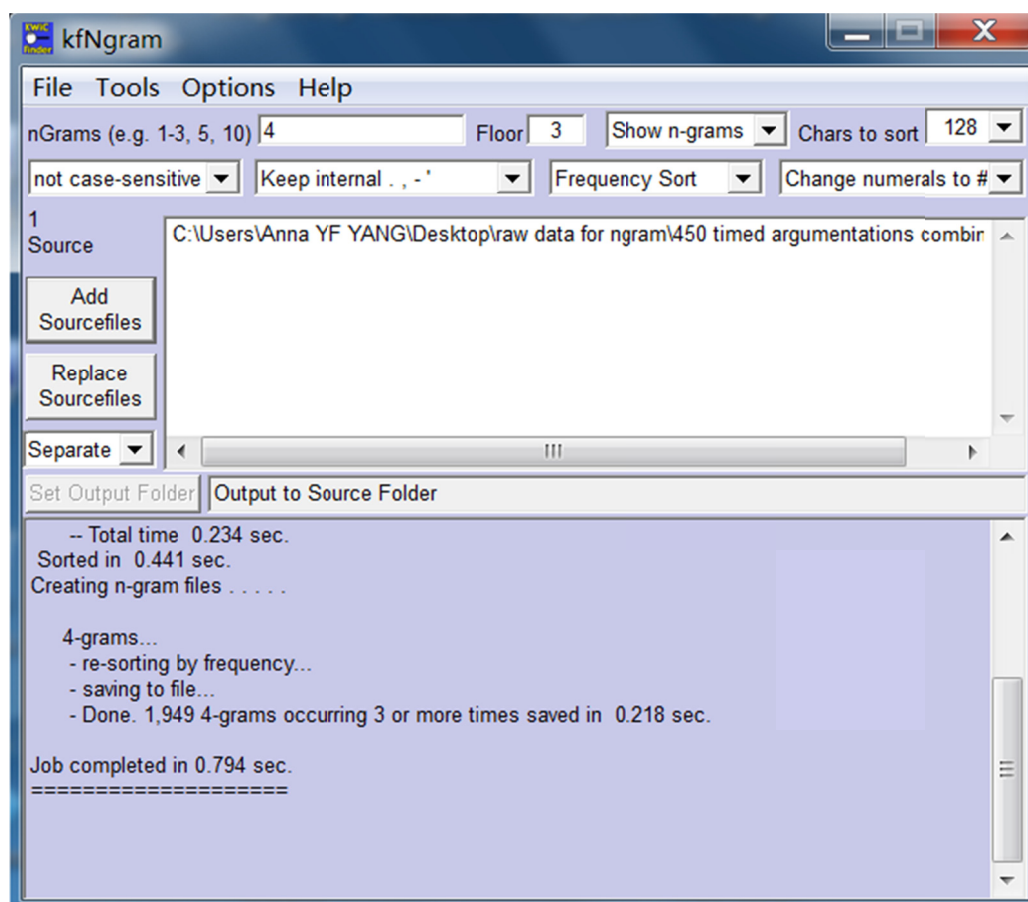 KWiC
finder
kfNgram
X
File Tools Options Help
nGrams (e.g. 1-3, 5, 10) 4 Floor 3 Show n-grams Chars to sort 128
not case-sensitive Keep internal . , - ' Frequency Sort Change numerals to #
1
Source
C:\Users\Anna YF YANG\Desktop\raw data for ngram\450 timed argumentations combin
Add
Sourcefiles
Replace
Sourcefiles
Separate
Set Output Folder Output to Source Folder
-- Total time 0.234 sec.
Sorted in 0.441 sec.
Creating n-gram files . . . . .
4-grams...
- re-sorting by frequency...
- saving to file...
- Done. 1,949 4-grams occurring 3 or more times saved in 0.218 sec.
Job completed in 0.794 sec.
====================